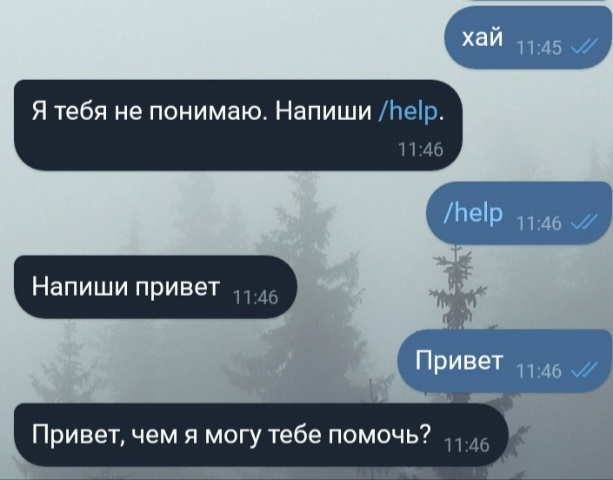 хай 11:45
Я тебя не понимаю. Напиши /help.
11:46
/help 11:46
Напиши привет 11:46
Привет 11:46
Привет, чем я могу тебе помочь? 11:46